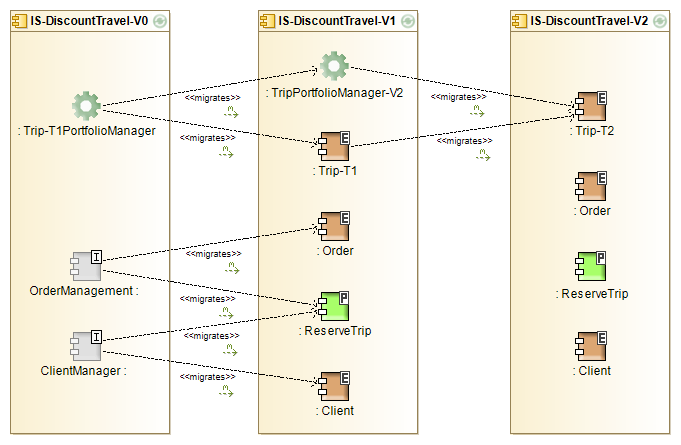 IS-DiscountTravel-V0
IS-DiscountTravel-V1
IS-DiscountTravel-V2
: Trip-T1PortfolioManager
OrderManagement :
ClientManager :
<<migrates>>
<<migrates>>
<<migrates>>
<<migrates>>
<<migrates>>
<<migrates>>
: TripPortfolioManager-V2
E
: Trip-T1
E
: Order
P
: ReserveTrip
E
: Client
I
I
<<migrates>>
<<migrates>>
E
: Trip-T2
E
: Order
P
: ReserveTrip
E
: Client